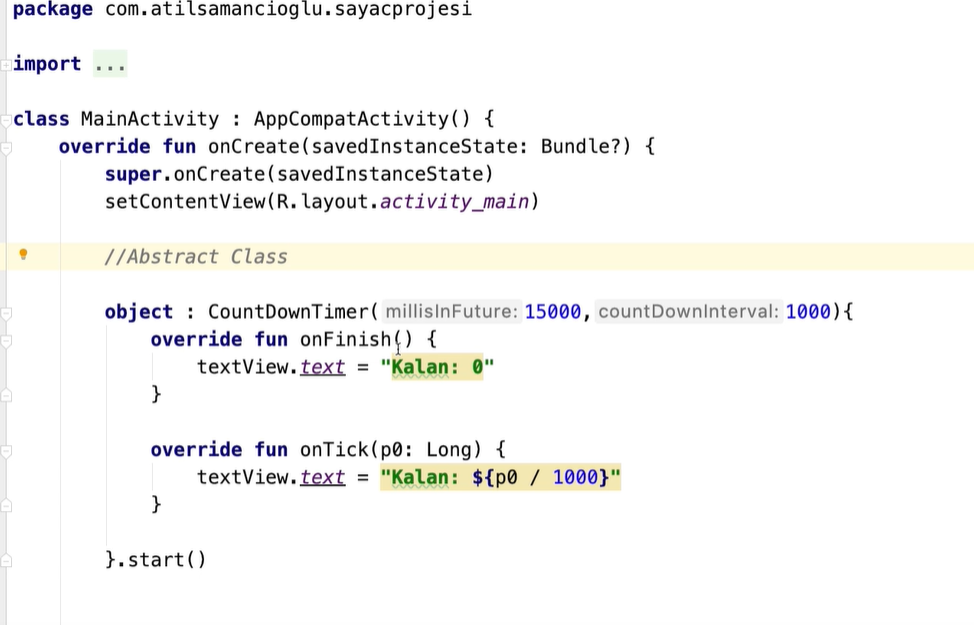 package com.atilsamancioglu.sayacprojesi
import ...
class MainActivity : AppCompatActivity() {
override fun onCreate(savedInstanceState: Bundle?) {
super.onCreate(savedInstanceState)
setContentView(R.layout.activity_main)
//Abstract Class
object : CountDownTimer( millisInFuture: 15000, countDownInterval: 1000){
override fun onFinish() {
textView.text = "Kalan: 0"
}
override fun onTick(p0: Long) {
textView.text = "Kalan: ${p0 / 1000}"
}
}.start()